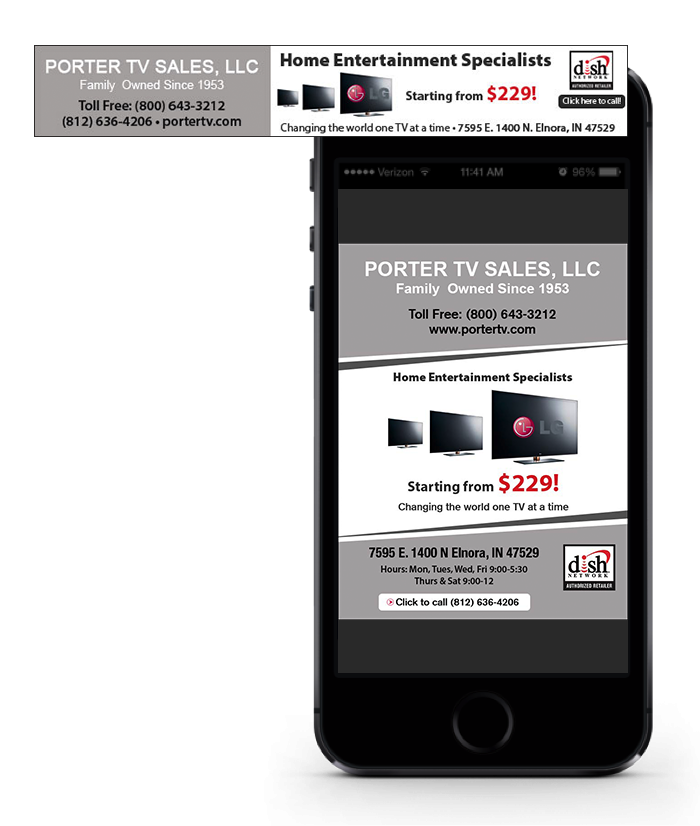 PORTER TV SALES, LLC
Family Owned Since 1953
Toll Free: (800) 643-3212
(812) 636-4206 • portertv.com
Home Entertainment Specialists
LG LG
Starting from $229!
dish
NETWORK
AUTHORIZED RETAILER
Click here to call!
Changing the world one TV at a time • 7595 E. 1400 N. Elnora, IN 47529
Verizon 11:41 AM 96%
PORTER TV SALES, LLC
Family Owned Since 1953
Toll Free: (800) 643-3212
www.portertv.com
Home Entertainment Specialists
LG LG
Starting from $229!
Changing the world one TV at a time
7595 E. 1400 N Elnora, IN 47529
Hours: Mon, Tues, Wed, Fri 9:00-5:30
Thurs & Sat 9:00-12
dish
NETWORK
AUTHORIZED RETAILER
Click to call (812) 636-4206